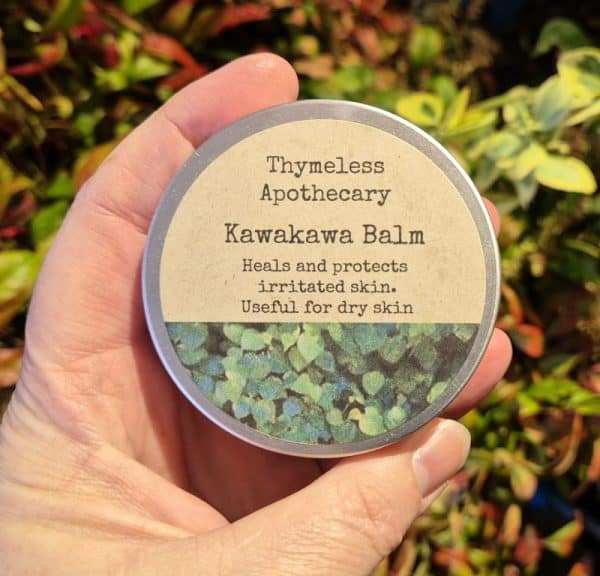 Thymeless
Apothecary
Kawakawa Balm
Heals and protects
irritated skin.
Useful for dry skin